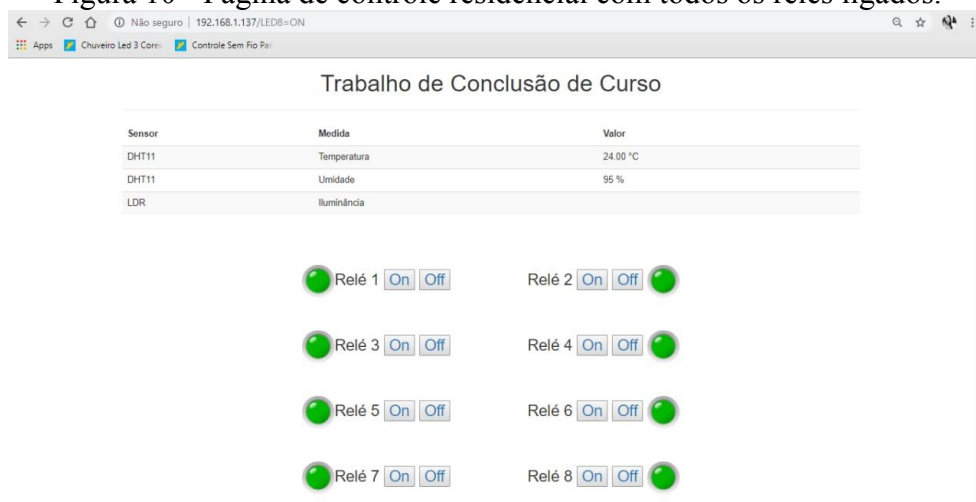 Figura 10 - Página de controle residencial com todos os relés ligados.
Não seguro | 192.168.1.137/LED8=ON
Apps Chuveiro Led 3 Cores Controle Sem Fio Par
Trabalho de Conclusão de Curso
Sensor Medida Valor
DHT11 Temperatura 24.00 °C
DHT11 Umidade 95 %
LDR Iluminância
Relé 1 On Off Relé 2 On Off
Relé 3 On Off Relé 4 On Off
Relé 5 On Off Relé 6 On Off
Relé 7 On Off Relé 8 On Off